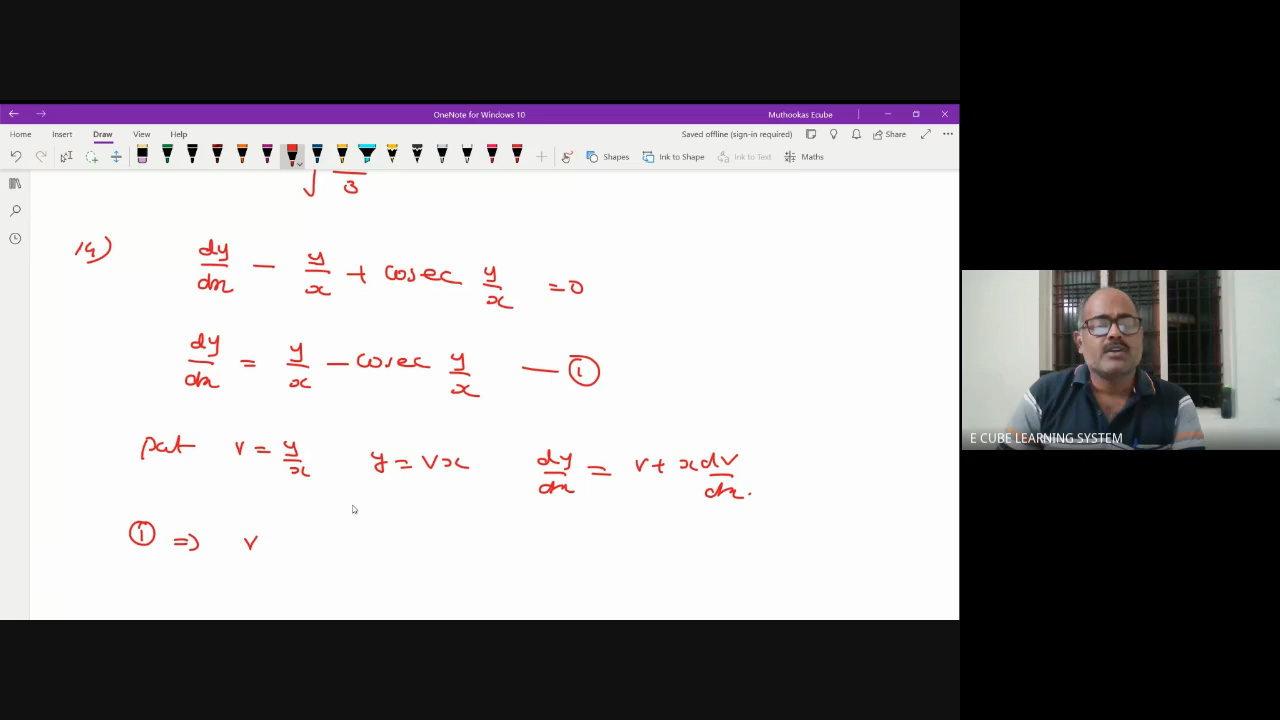 OneNote for Windows 10
Muthookas Ecube
Home Insert Draw View Help
Saved offline (sign-in required)
Share
Shapes
Ink to Shape
Ink to Text
Maths
√ 3
14) dy/dx - y/x + cosec y/x = 0
dy/dx = y/x - cosec y/x — ①
put v = y/x y = vx dy/dx = v + x dv/dx.
① ⇒ v
E CUBE LEARNING SYSTEM